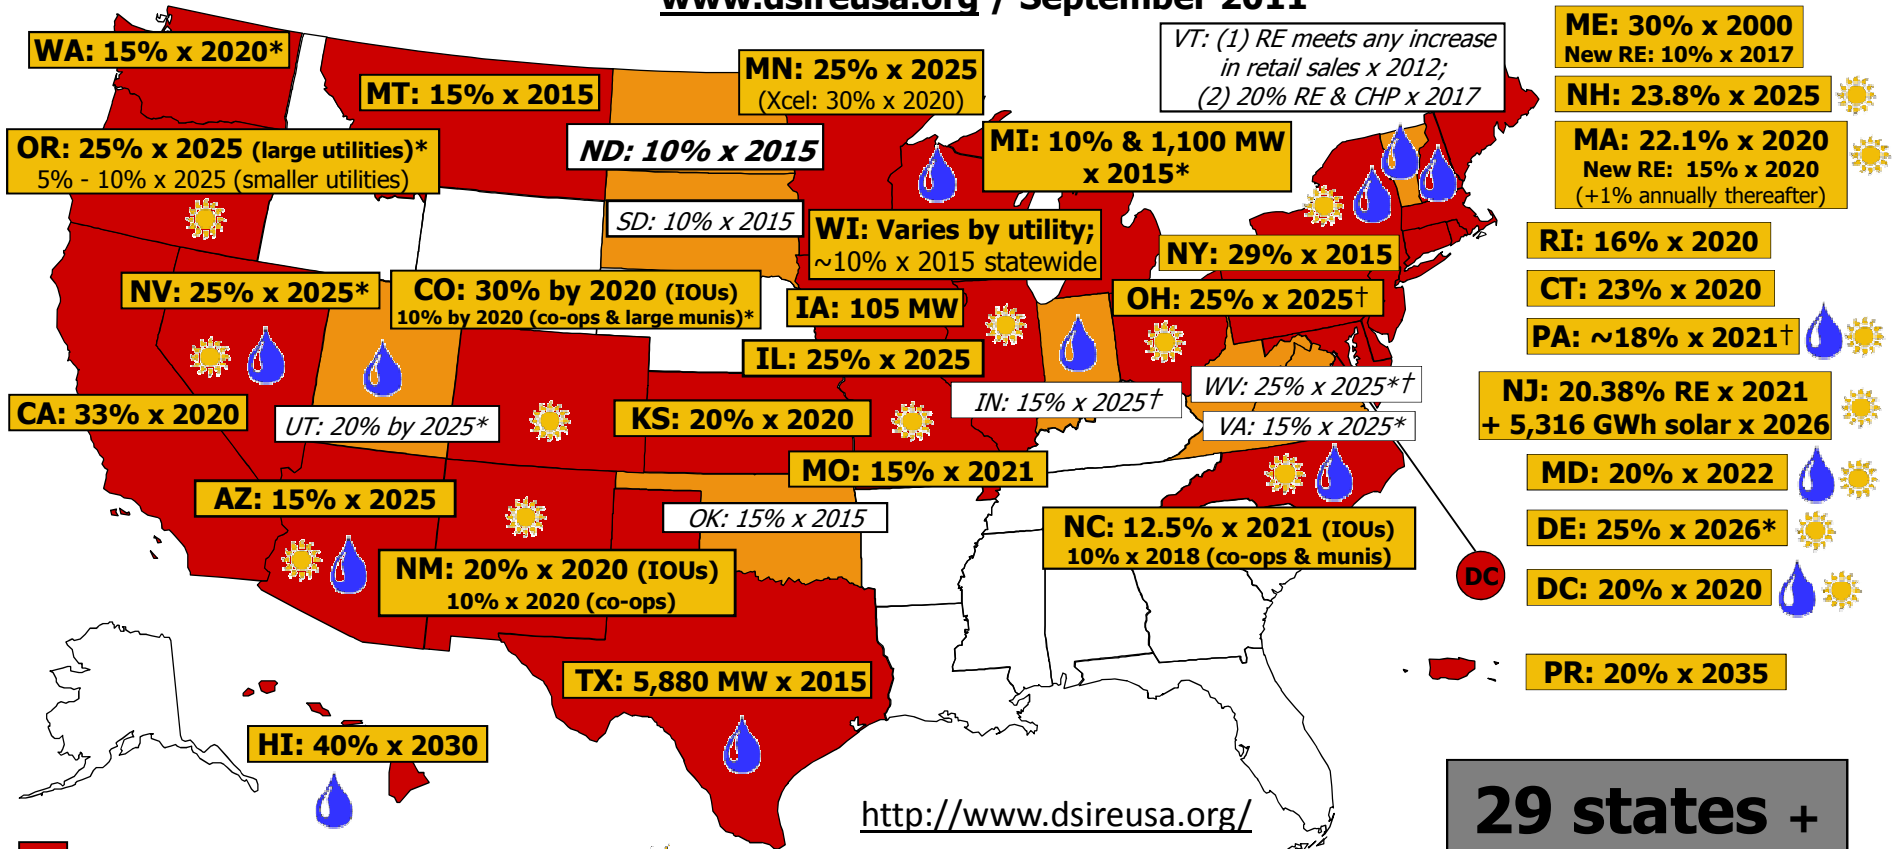 www.dsireusa.org / September 2011
WA: 15% x 2020*
MT: 15% x 2015
MN: 25% x 2025
(Xcel: 30% x 2020)
VT: (1) RE meets any increase
in retail sales x 2012;
(2) 20% RE & CHP x 2017
ME: 30% x 2000
New RE: 10% x 2017
NH: 23.8% x 2025
OR: 25% x 2025 (large utilities)*
5% - 10% x 2025 (smaller utilities)
ND: 10% x 2015
MI: 10% & 1,100 MW
x 2015*
MA: 22.1% x 2020
New RE: 15% x 2020
(+1% annually thereafter)
SD: 10% x 2015
WI: Varies by utility;
~10% x 2015 statewide
NY: 29% x 2015
RI: 16% x 2020
NV: 25% x 2025*
CO: 30% by 2020 (IOUs)
10% by 2020 (co-ops & large munis)*
IA: 105 MW
OH: 25% x 2025†
CT: 23% x 2020
IL: 25% x 2025
PA: ~18% x 2021†
CA: 33% x 2020
UT: 20% by 2025*
KS: 20% x 2020
IN: 15% x 2025†
WV: 25% x 2025*†
VA: 15% x 2025*
NJ: 20.38% RE x 2021
+ 5,316 GWh solar x 2026
MO: 15% x 2021
MD: 20% x 2022
AZ: 15% x 2025
OK: 15% x 2015
NC: 12.5% x 2021 (IOUs)
10% x 2018 (co-ops & munis)
DE: 25% x 2026*
NM: 20% x 2020 (IOUs)
10% x 2020 (co-ops)
DC
DC: 20% x 2020
TX: 5,880 MW x 2015
PR: 20% x 2035
HI: 40% x 2030
http://www.dsireusa.org/
29 states +